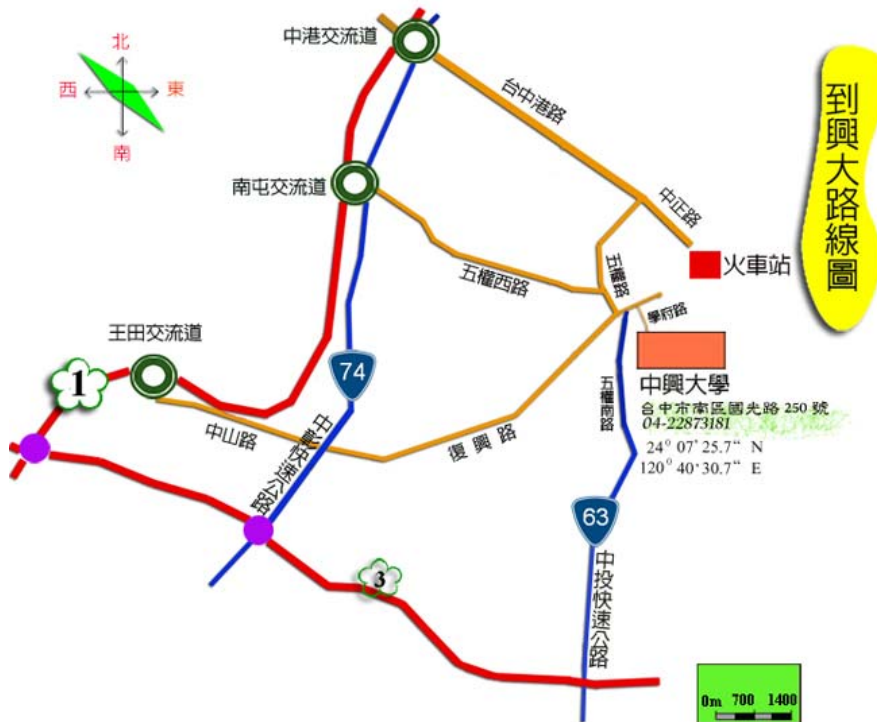 中港交流道
北
西 東
南
台中港路
到興大路線圖
南屯交流道
中正路
火車站
五權西路
五權路
學府路
王田交流道
1
74
中興大學
台中市南區國光路 250 號
04-22873181
24° 07' 25.7" N
120° 40' 30.7" E
中山路
中彰快速公路
復興路
五權南路
63
3
中投快速公路
0m 700 1400